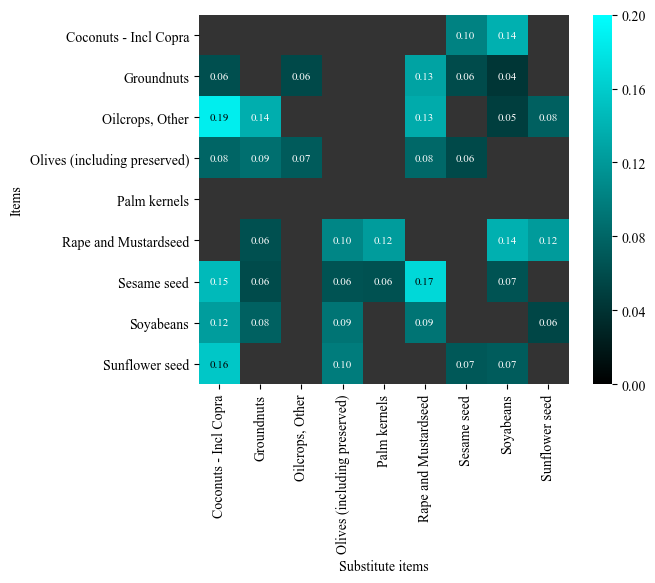 Items
Coconuts - Incl Copra 0.10 0.14
Groundnuts 0.06 0.06 0.13 0.06 0.04
Oilcrops, Other 0.19 0.14 0.13 0.05 0.08
Olives (including preserved) 0.08 0.09 0.07 0.08 0.06
Palm kernels
Rape and Mustardseed 0.06 0.10 0.12 0.14 0.12
Sesame seed 0.15 0.06 0.06 0.06 0.17 0.07
Soyabeans 0.12 0.08 0.09 0.09 0.06
Sunflower seed 0.16 0.10 0.07 0.07
Coconuts - Incl Copra
Groundnuts
Oilcrops, Other
Olives (including preserved)
Palm kernels
Rape and Mustardseed
Sesame seed
Soyabeans
Sunflower seed
Substitute items
0.20
0.16
0.12
0.08
0.04
0.00